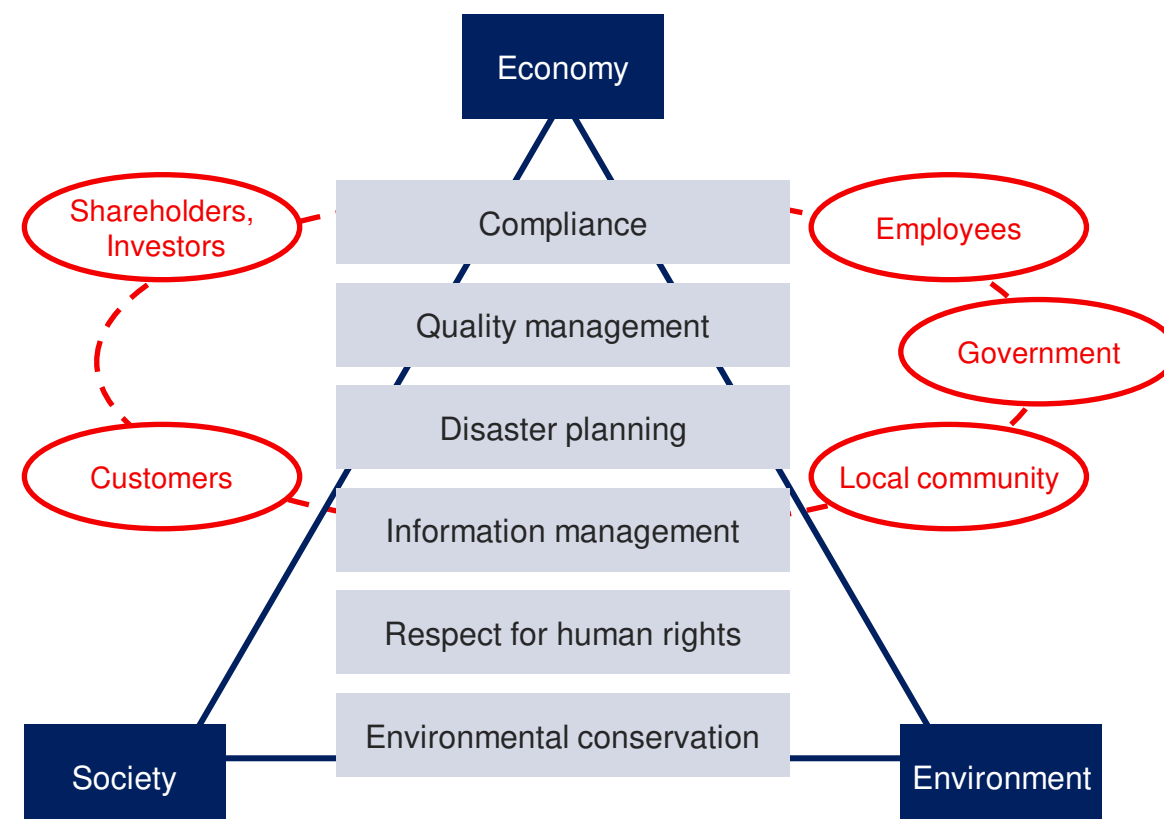 Economy
Shareholders,
Investors
Compliance
Employees
Quality management
Government
Disaster planning
Customers
Local community
Information management
Respect for human rights
Environmental conservation
Society
Environment